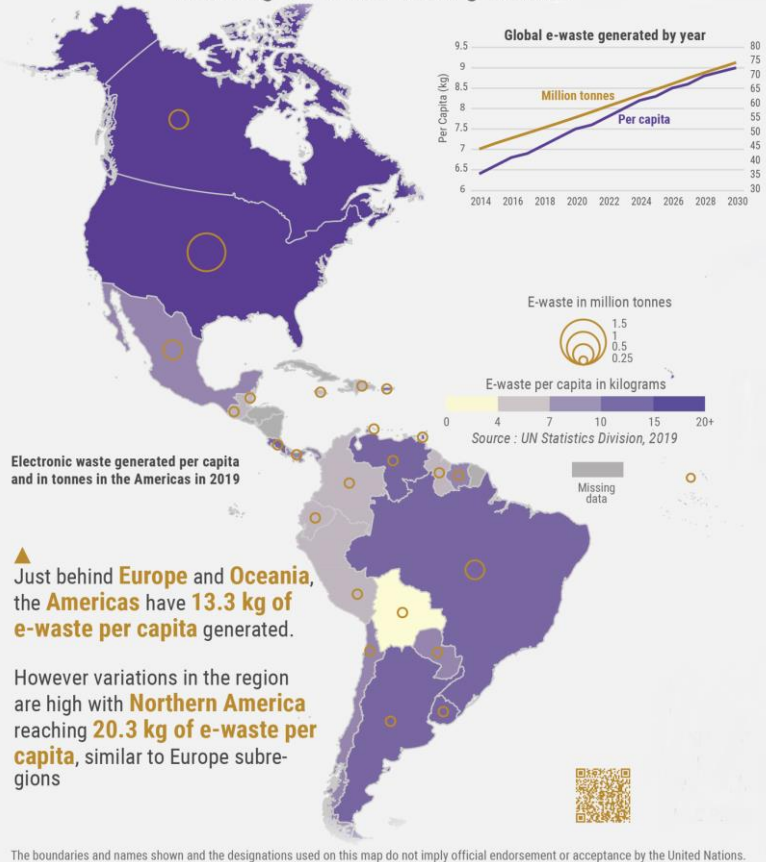 Global e-waste generated by year
9.5
9
8.5
8
7.5
7
6.5
6
Per Capita (kg)
80
75
70
65
60
55
50
45
40
35
30
Million tonnes
Per capita
2014 2016 2018 2020 2022 2024 2026 2028 2030
E-waste in million tonnes
1.5
1
0.5
0.25
E-waste per capita in kilograms
0 4 7 10 15 20+
Source : UN Statistics Division, 2019
Missing
data
Electronic waste generated per capita
and in tonnes in the Americas in 2019
Just behind Europe and Oceania,
the Americas have 13.3 kg of
e-waste per capita generated.
However variations in the region
are high with Northern America
reaching 20.3 kg of e-waste per
capita, similar to Europe subre-
gions
The boundaries and names shown and the designations used on this map do not imply official endorsement or acceptance by the United Nations.